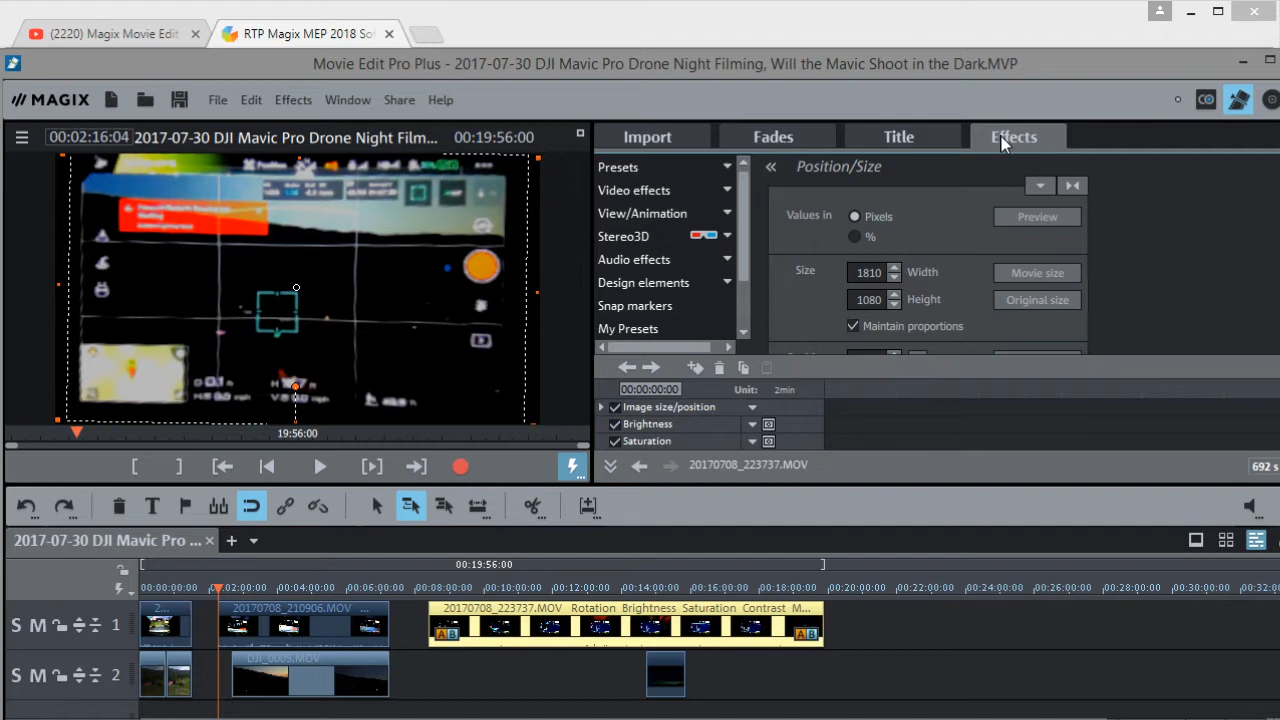 (2220) Magix Movie Edit
RTP Magix MEP 2018 Sof
Movie Edit Pro Plus - 2017-07-30 DJI Mavic Pro Drone Night Filming, Will the Mavic Shoot in the Dark.MVP
MAGIX File Edit Effects Window Share Help
00:02:16:04 2017-07-30 DJI Mavic Pro Drone Night Film... 00:19:56:00
Import Fades Title Effects
Presets
Video effects
View/Animation
Stereo3D
Audio effects
Design elements
Snap markers
My Presets
Position/Size
Values in Pixels Preview
%
Size 1810 Width Movie size
1080 Height Original size
Maintain proportions
Position
00:00:00:00 Unit: 2min
Image size/position
Brightness
Saturation
20170708_223737.MOV 692 s
19:56:00
T
2017-07-30 DJI Mavic Pro ...
00:19:56:00
00:00:00:00 00:02:00:00 00:04:00:00 00:06:00:00 00:08:00:00 00:10:00:00 00:12:00:00 00:14:00:00 00:16:00:00 00:18:00:00 00:20:00:00 00:22:00:00 00:24:00:00 00:26:00:00 00:28:00:00 00:30:00:00 00:32:0
S M 1 2... 20170708_210906.MOV ... 20170708_223737.MOV Rotation Brightness Saturation Contrast M...
A B A B
S M 2 DJI_0005.MOV